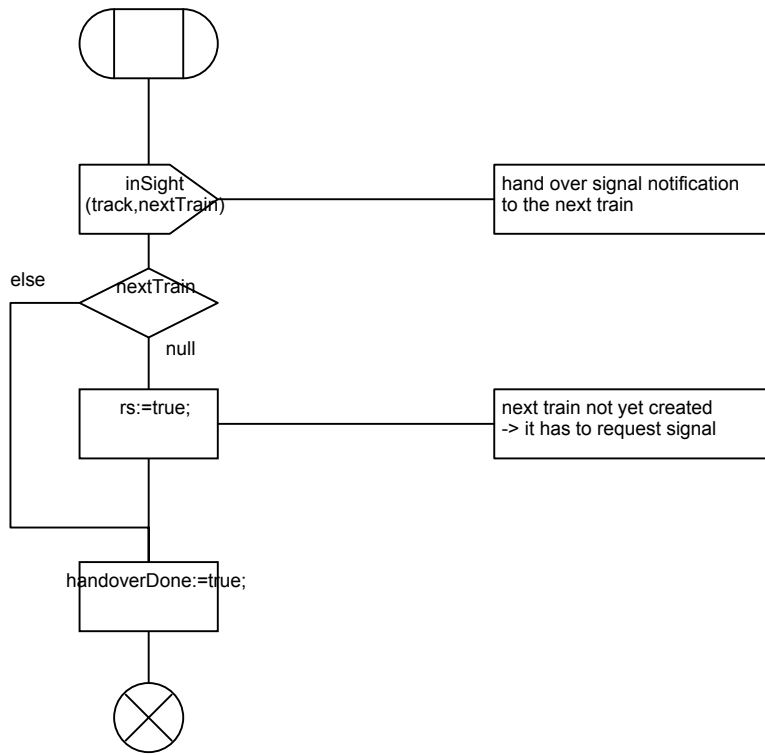 inSight
(track,nextTrain)
hand over signal notification
to the next train
else
nextTrain
null
rs:=true;
next train not yet created
-> it has to request signal
handoverDone:=true;